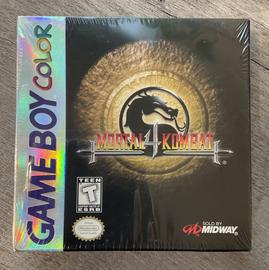 GAME BOY COLOR
MORTAL 4 KOMBAT
®
TEEN
T
ESRB
SOLD BY
MIDWAY